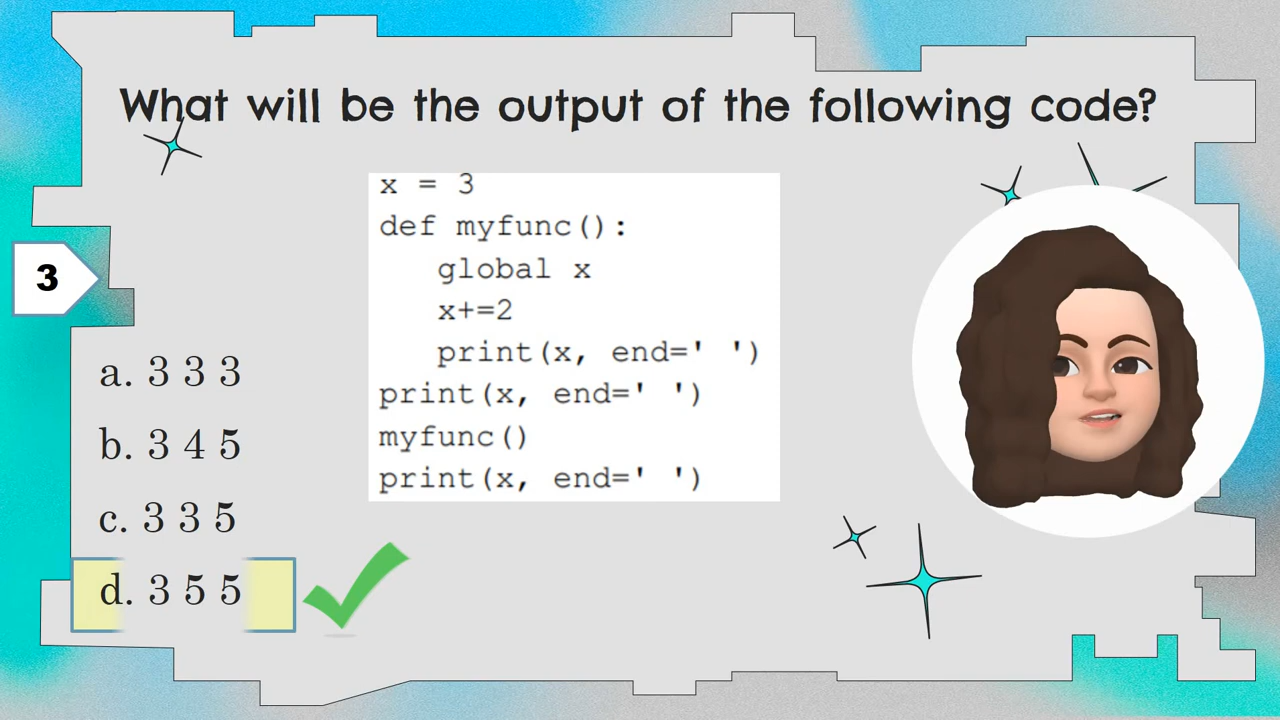 What will be the output of the following code?
x = 3
def myfunc():
    global x
    x+=2
    print(x, end=' ')
print(x, end=' ')
myfunc()
print(x, end=' ')
3
a. 3 3 3
b. 3 4 5
c. 3 3 5
d. 3 5 5